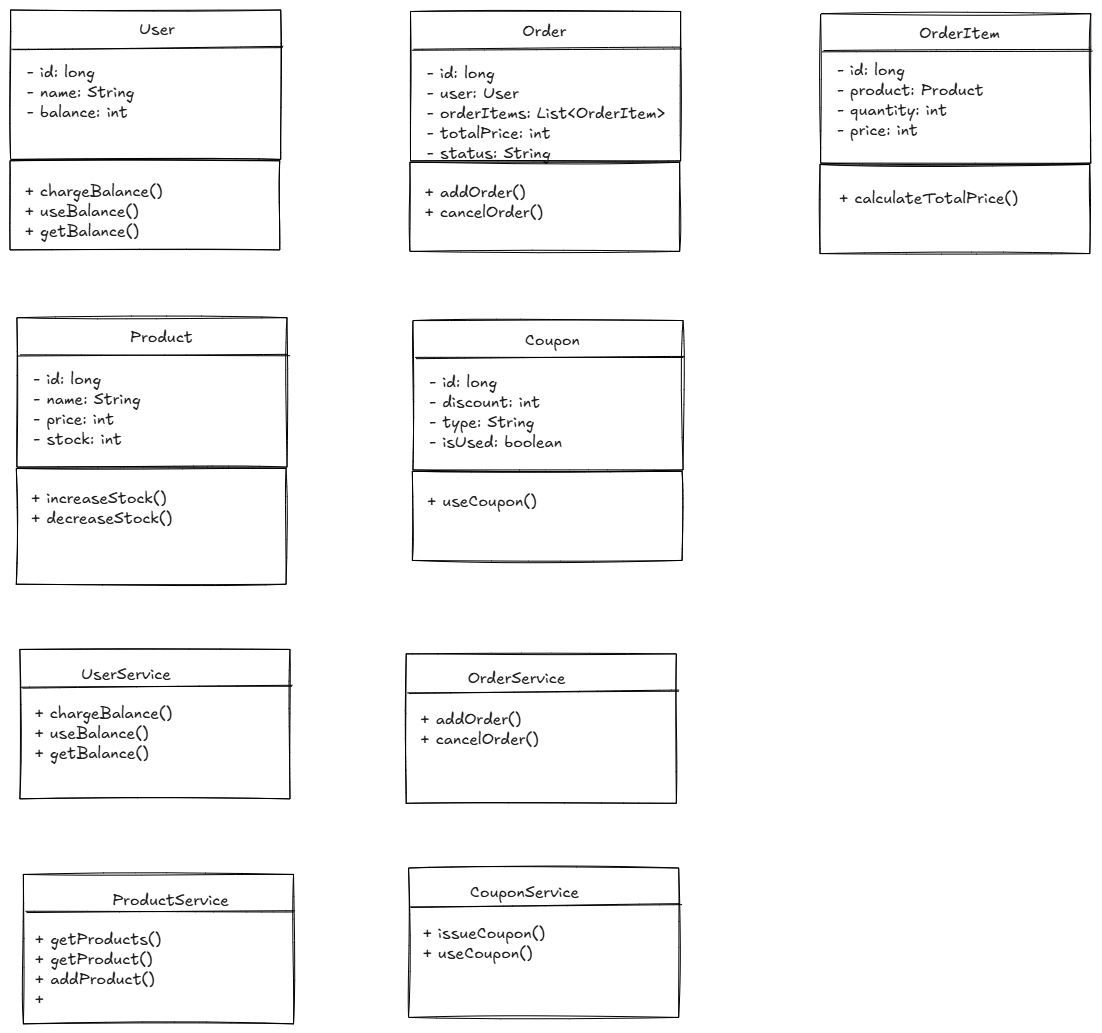 User
- id: long
- name: String
- balance: int
+ chargeBalance()
+ useBalance()
+ getBalance()
Order
- id: long
- user: User
- orderItems: List<OrderItem>
- totalPrice: int
- status: String
+ addOrder()
+ cancelOrder()
OrderItem
- id: long
- product: Product
- quantity: int
- price: int
+ calculateTotalPrice()
Product
- id: long
- name: String
- price: int
- stock: int
+ increaseStock()
+ decreaseStock()
Coupon
- id: long
- discount: int
- type: String
- isUsed: boolean
+ useCoupon()
UserService
+ chargeBalance()
+ useBalance()
+ getBalance()
OrderService
+ addOrder()
+ cancelOrder()
ProductService
+ getProducts()
+ getProduct()
+ addProduct()
+
CouponService
+ issueCoupon()
+ useCoupon()